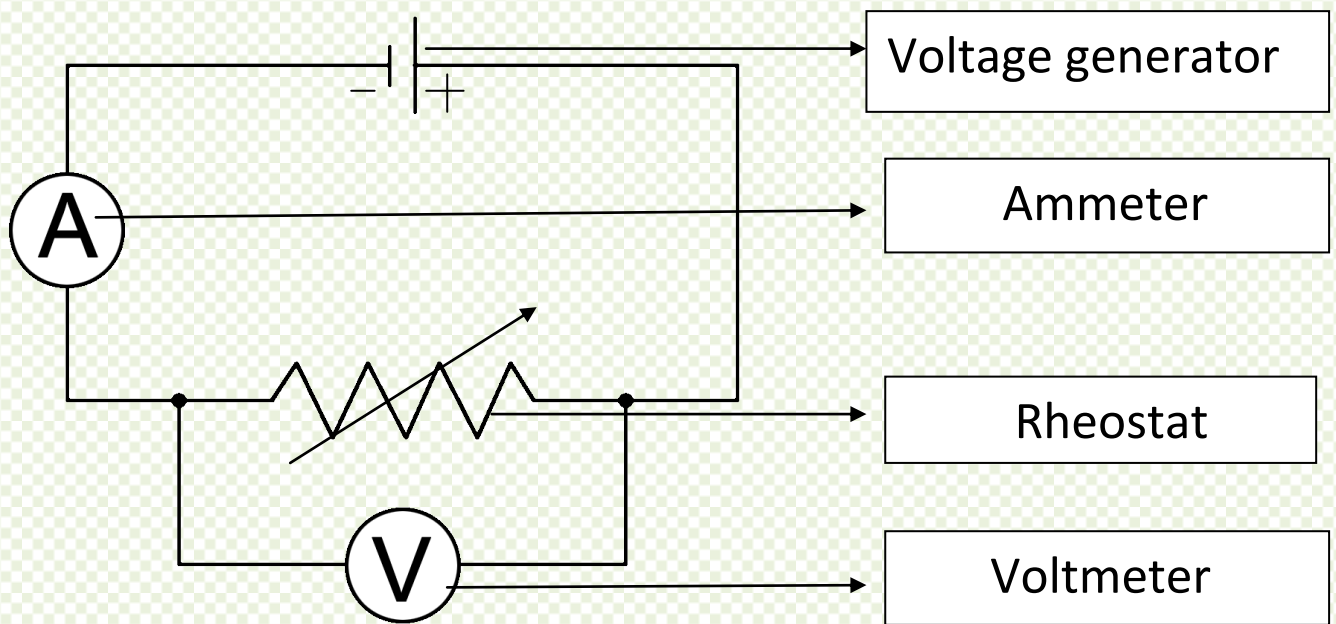 Voltage generator
− +
A
Ammeter
Rheostat
V
Voltmeter